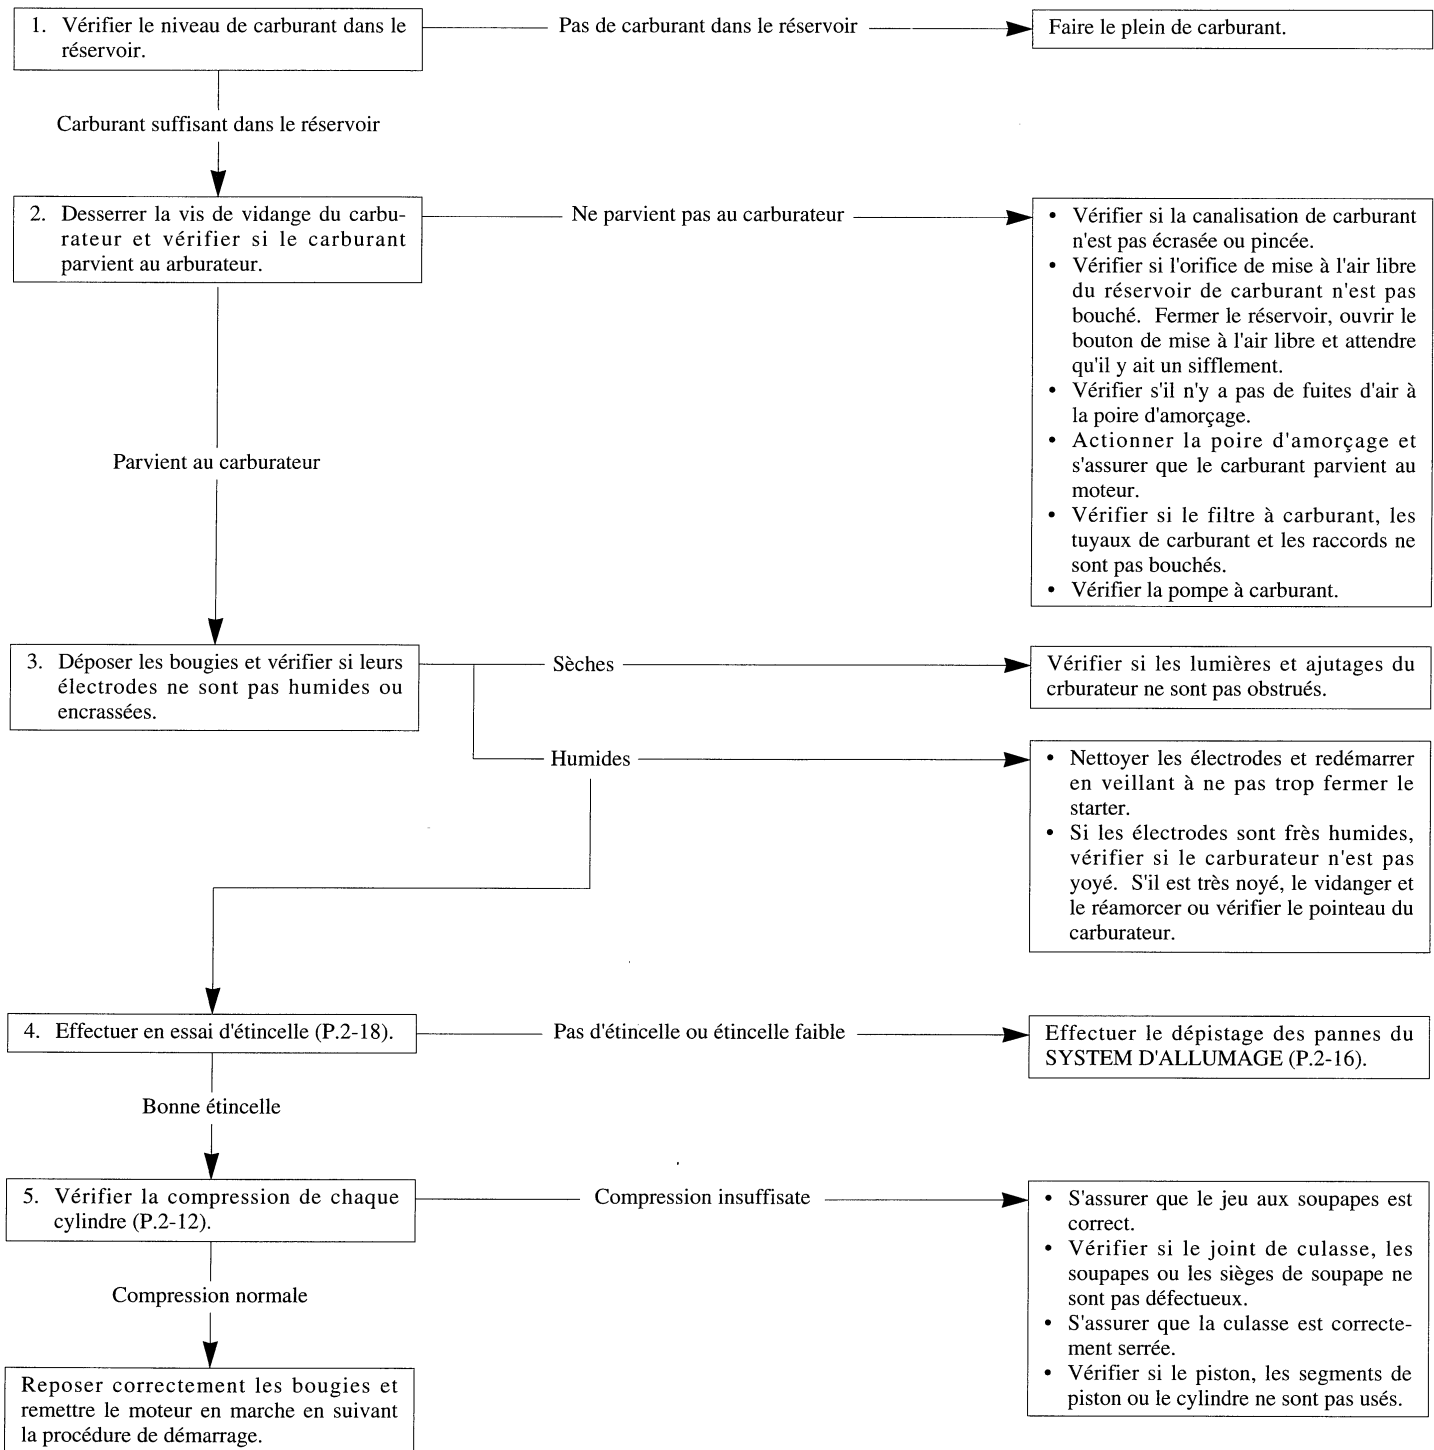 1. Vérifier le niveau de carburant dans le
réservoir.
Pas de carburant dans le réservoir
Faire le plein de carburant.
Carburant suffisant dans le réservoir
2. Desserrer la vis de vidange du carbu-
rateur et vérifier si le carburant
parvient au arburateur.
Ne parvient pas au carburateur
• Vérifier si la canalisation de carburant
n'est pas écrasée ou pincée.
• Vérifier si l'orifice de mise à l'air libre
du réservoir de carburant n'est pas
bouché. Fermer le réservoir, ouvrir le
bouton de mise à l'air libre et attendre
qu'il y ait un sifflement.
• Vérifier s'il n'y a pas de fuites d'air à
la poire d'amorçage.
• Actionner la poire d'amorçage et
s'assurer que le carburant parvient au
moteur.
• Vérifier si le filtre à carburant, les
tuyaux de carburant et les raccords ne
sont pas bouchés.
• Vérifier la pompe à carburant.
Parvient au carburateur
3. Déposer les bougies et vérifier si leurs
électrodes ne sont pas humides ou
encrassées.
Sèches
Vérifier si les lumières et ajutages du
crburateur ne sont pas obstrués.
Humides
• Nettoyer les électrodes et redémarrer
en veillant à ne pas trop fermer le
starter.
• Si les électrodes sont frès humides,
vérifier si le carburateur n'est pas
yoyé. S'il est très noyé, le vidanger et
le réamorcer ou vérifier le pointeau du
carburateur.
4. Effectuer en essai d'étincelle (P.2-18).
Pas d'étincelle ou étincelle faible
Effectuer le dépistage des pannes du
SYSTEM D'ALLUMAGE (P.2-16).
Bonne étincelle
5. Vérifier la compression de chaque
cylindre (P.2-12).
Compression insuffisate
• S'assurer que le jeu aux soupapes est
correct.
• Vérifier si le joint de culasse, les
soupapes ou les sièges de soupape ne
sont pas défectueux.
• S'assurer que la culasse est correcte-
ment serrée.
• Vérifier si le piston, les segments de
piston ou le cylindre ne sont pas usés.
Compression normale
Reposer correctement les bougies et
remettre le moteur en marche en suivant
la procédure de démarrage.